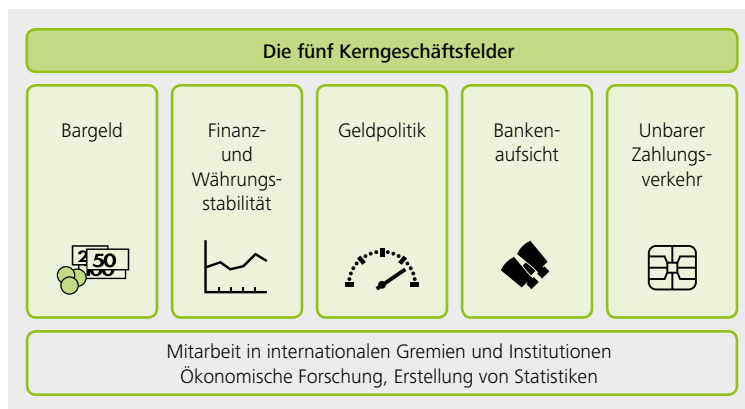 Die fünf Kerngeschäftsfelder
Bargeld
Finanz-
und
Währungs-
stabilität
Geldpolitik
Banken-
aufsicht
Unbarer
Zahlungs-
verkehr
50
Mitarbeit in internationalen Gremien und Institutionen
Ökonomische Forschung, Erstellung von Statistiken